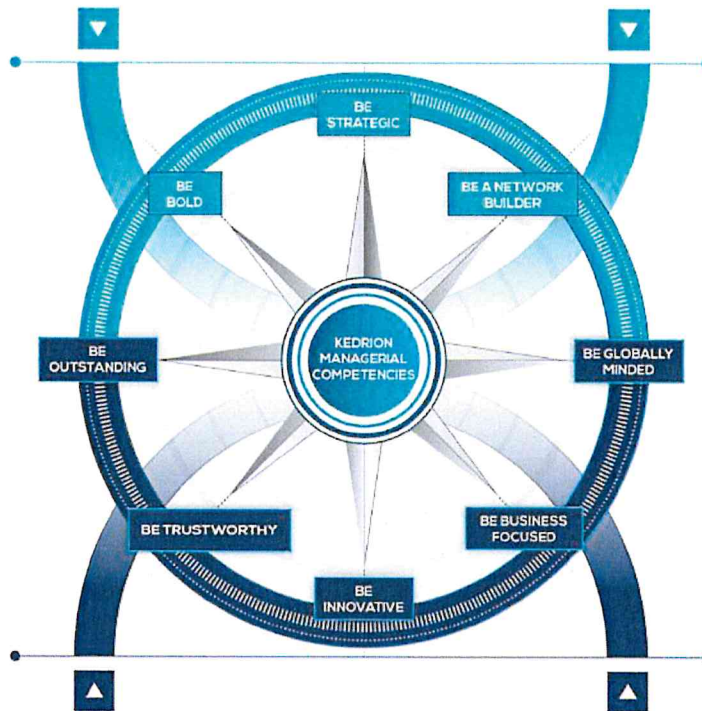 BE
STRATEGIC
BE
BOLD
BE A NETWORK
BUILDER
KEDRION
MANAGERIAL
COMPETENCIES
BE
OUTSTANDING
BE GLOBALLY
MINDED
BE TRUSTWORTHY
BE BUSINESS
FOCUSED
BE
INNOVATIVE